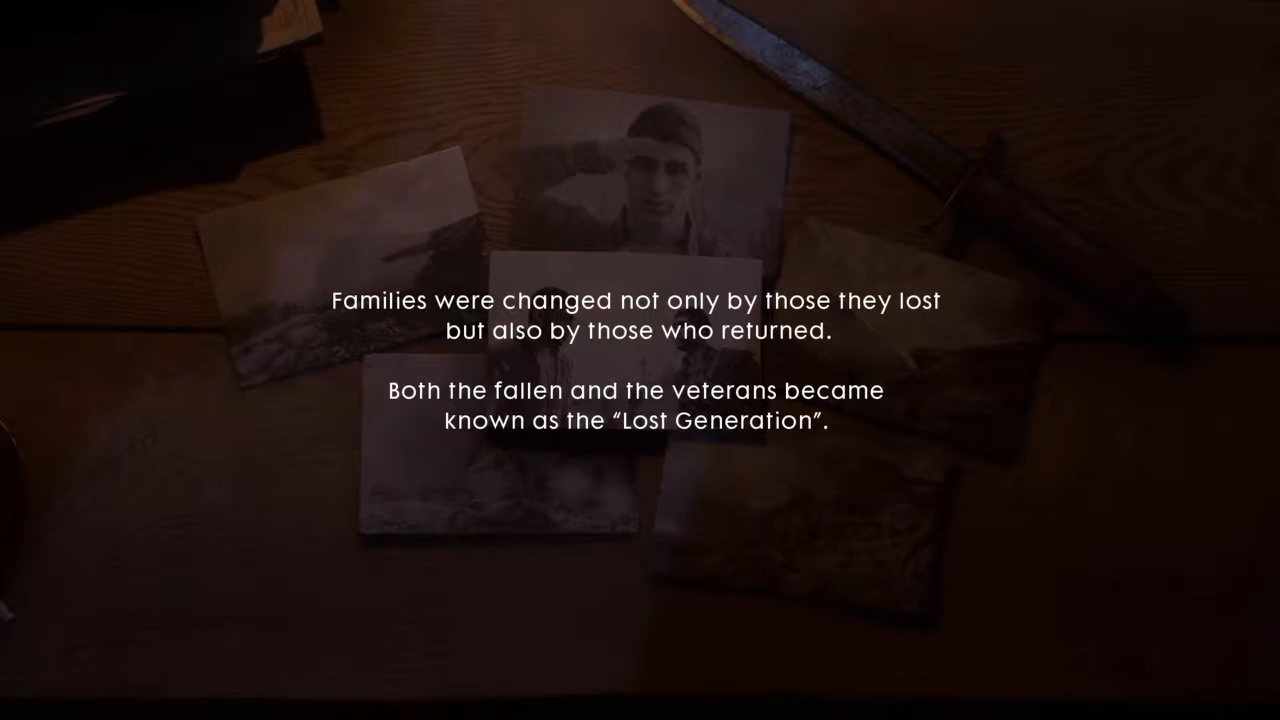 Families were changed not only by those they lost
but also by those who returned.
Both the fallen and the veterans became
known as the “Lost Generation”.